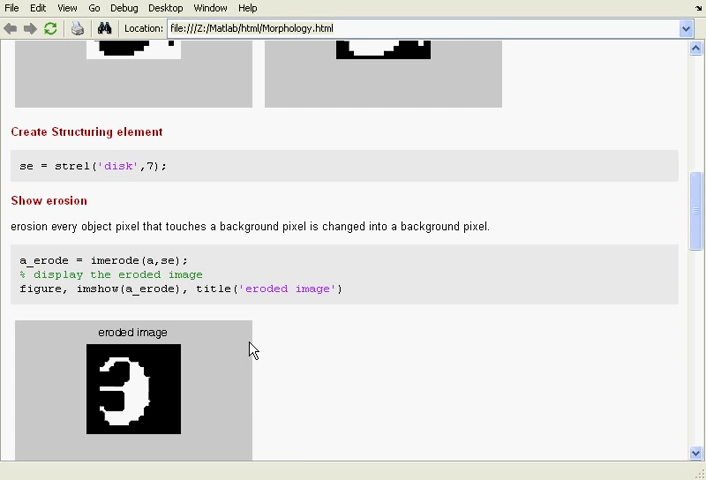 File Edit View Go Debug Desktop Window Help
Location: file:///Z:/Matlab/html/Morphology.html
Create Structuring element
se = strel('disk',7);
Show erosion
erosion every object pixel that touches a background pixel is changed into a background pixel.
a_erode = imerode(a,se);
% display the eroded image
figure, imshow(a_erode), title('eroded image')
eroded image
3